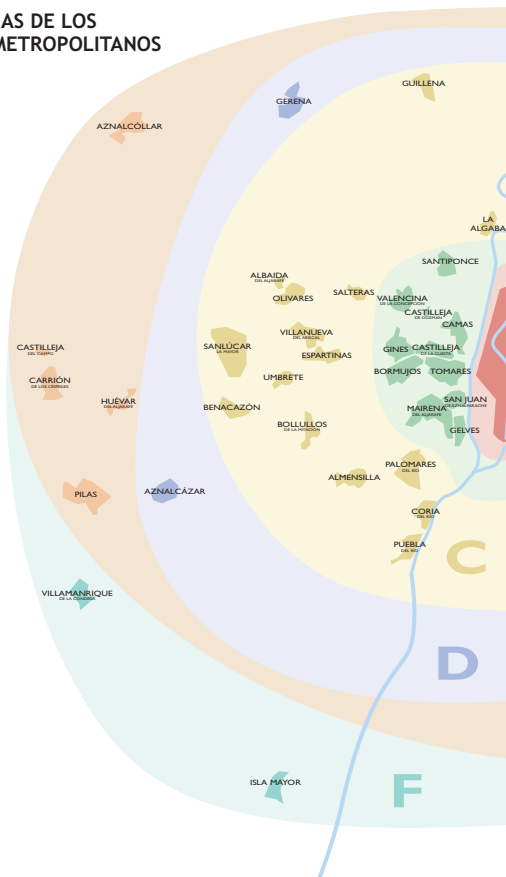 AS DE LOS
METROPOLITANOS
GUILLENA
GERENA
AZNALCÓLLAR
LA
ALGABA
SANTIPONCE
ALBAIDA
DEL ALJARAFE
OLIVARES
SALTERAS
VALENCINA
DE LA CONCEPCIÓN
CASTILLEJA
DE GUZMÁN
CAMAS
VILLANUEVA
DEL ARISCAL
SANLÚCAR
LA MAYOR
ESPARTINAS
GINES
CASTILLEJA
DE LA CUESTA
CASTILLEJA
DEL CAMPO
CARRIÓN
DE LOS CÉSPEDES
UMBRETE
BORMUJOS
TOMARES
HUÉVAR
DEL ALJARAFE
BENACAZÓN
MAIRENA
DEL ALJARAFE
SAN JUAN
DE AZNALFARACHE
BOLLULLOS
DE LA MITACIÓN
GELVES
PALOMARES
DEL RÍO
ALMENSILLA
PILAS
AZNALCÁZAR
CORIA
DEL RÍO
PUEBLA
DEL RÍO
C
VILLAMANRIQUE
DE LA CONDESA
D
ISLA MAYOR
F